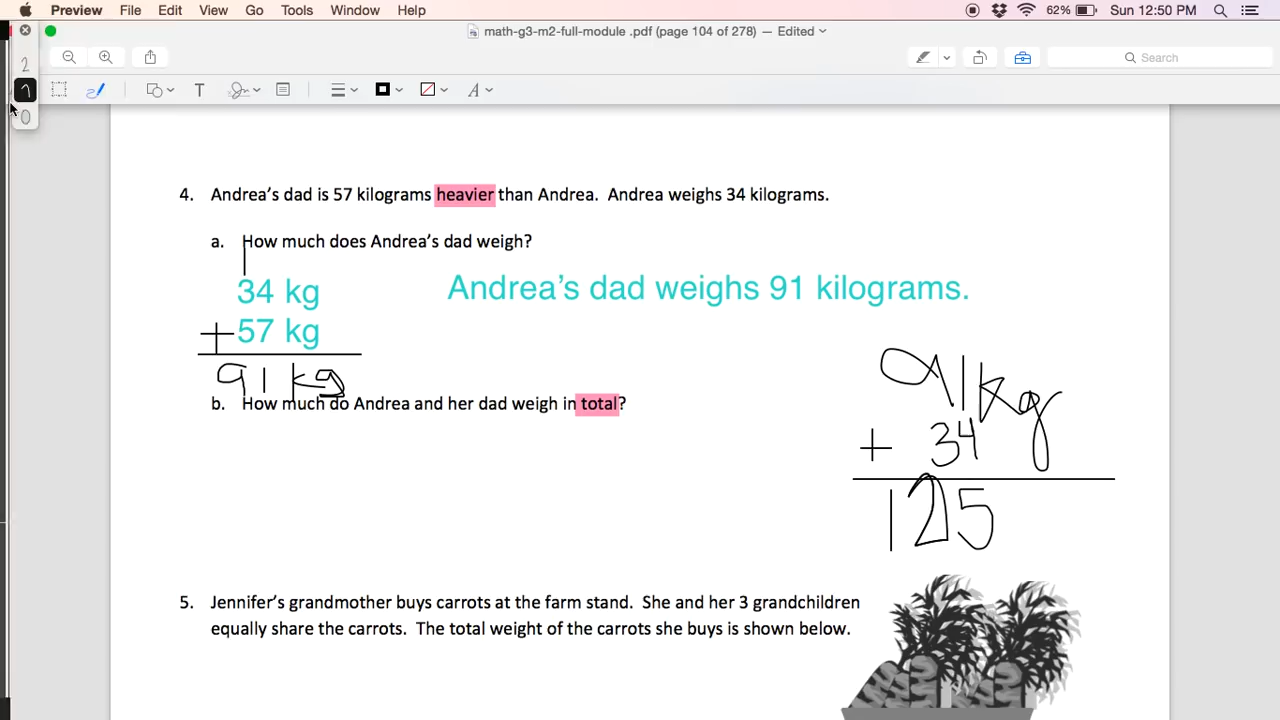 Preview File Edit View Go Tools Window Help 62% Sun 12:50 PM
math-g3-m2-full-module .pdf (page 104 of 278) — Edited
Search
2
7
0
T A
4. Andrea's dad is 57 kilograms heavier than Andrea. Andrea weighs 34 kilograms.
a. How much does Andrea's dad weigh?
34 kg
+57 kg
91 kg
Andrea's dad weighs 91 kilograms.
b. How much do Andrea and her dad weigh in total?
91kg
+ 34
125
5. Jennifer's grandmother buys carrots at the farm stand. She and her 3 grandchildren
equally share the carrots. The total weight of the carrots she buys is shown below.